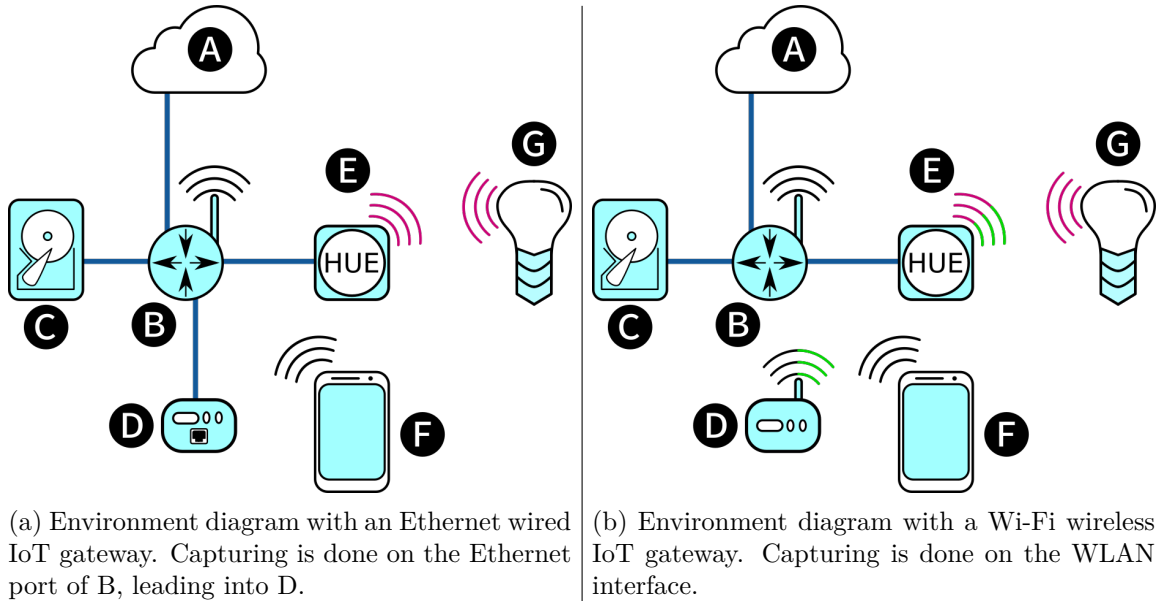 A
G
E
HUE
C
B
D
F
(a) Environment diagram with an Ethernet wired
IoT gateway. Capturing is done on the Ethernet
port of B, leading into D.
A
G
E
HUE
C
B
D
F
(b) Environment diagram with a Wi-Fi wireless
IoT gateway. Capturing is done on the WLAN
interface.